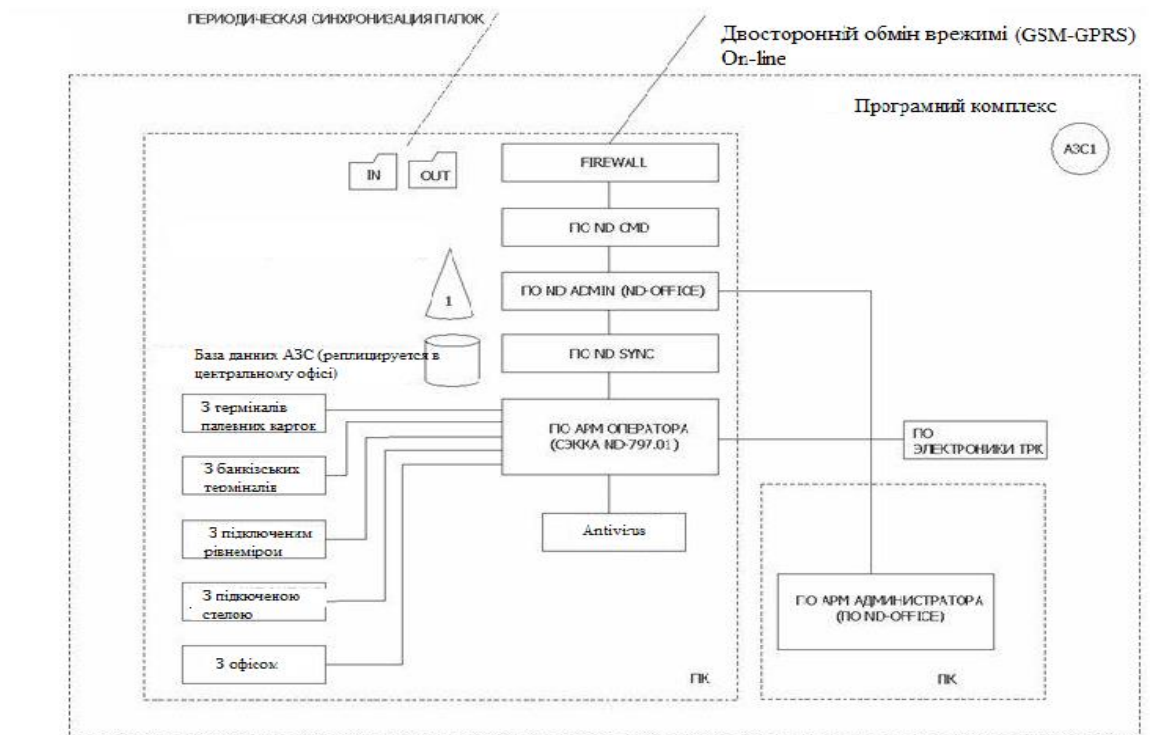 ПЕРИОДИЧЕСКАЯ СИНХРОНИЗАЦИЯ ПАПОК
Двосторонній обмін врежимі (GSM-GPRS)
On-line
Програмний комплекс
АЗС1
IN
OUT
FIREWALL
ПО ND CMD
1
ПО ND ADMIN (ND-OFFICE)
ПО ND SYNC
База данних АЗС (реплицируется в
центральному офісі)
З терміналів
палевних карток
ПО АРМ ОПЕРАТОРА
(СЭККА ND-797.01)
ПО
ЭЛЕКТРОНИКИ ТРК
З банківських
терміналів
Antivirus
З підключеним
рівнеміром
З підключеною
стелою
ПО АРМ АДМИНИСТРАТОРА
(ПО ND-OFFICE)
З офісом
ПК
ПК